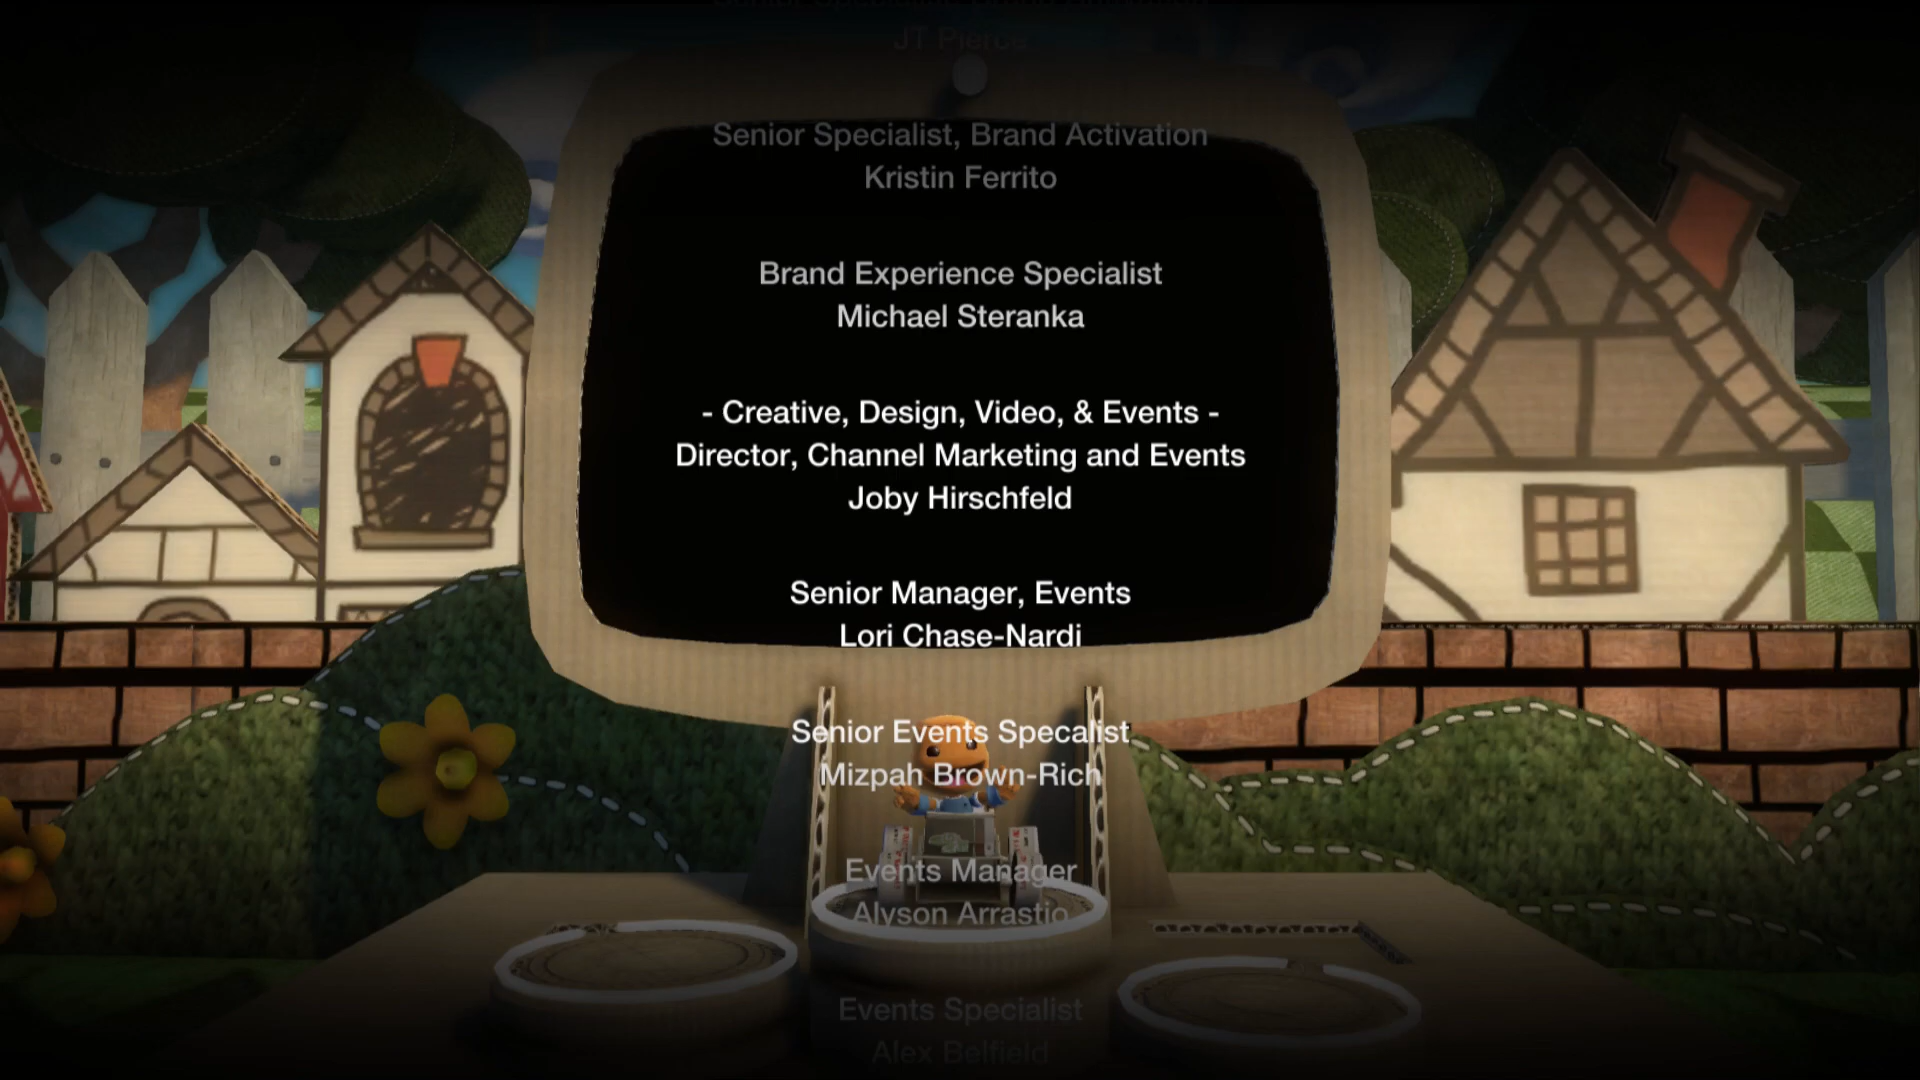 JT Pierce
Senior Specialist, Brand Activation
Kristin Ferrito
Brand Experience Specialist
Michael Steranka
- Creative, Design, Video, & Events -
Director, Channel Marketing and Events
Joby Hirschfeld
Senior Manager, Events
Lori Chase-Nardi
Senior Events Specalist
Mizpah Brown-Rich
Events Manager
Alyson Arrastio
Events Specialist
Alex Belfield